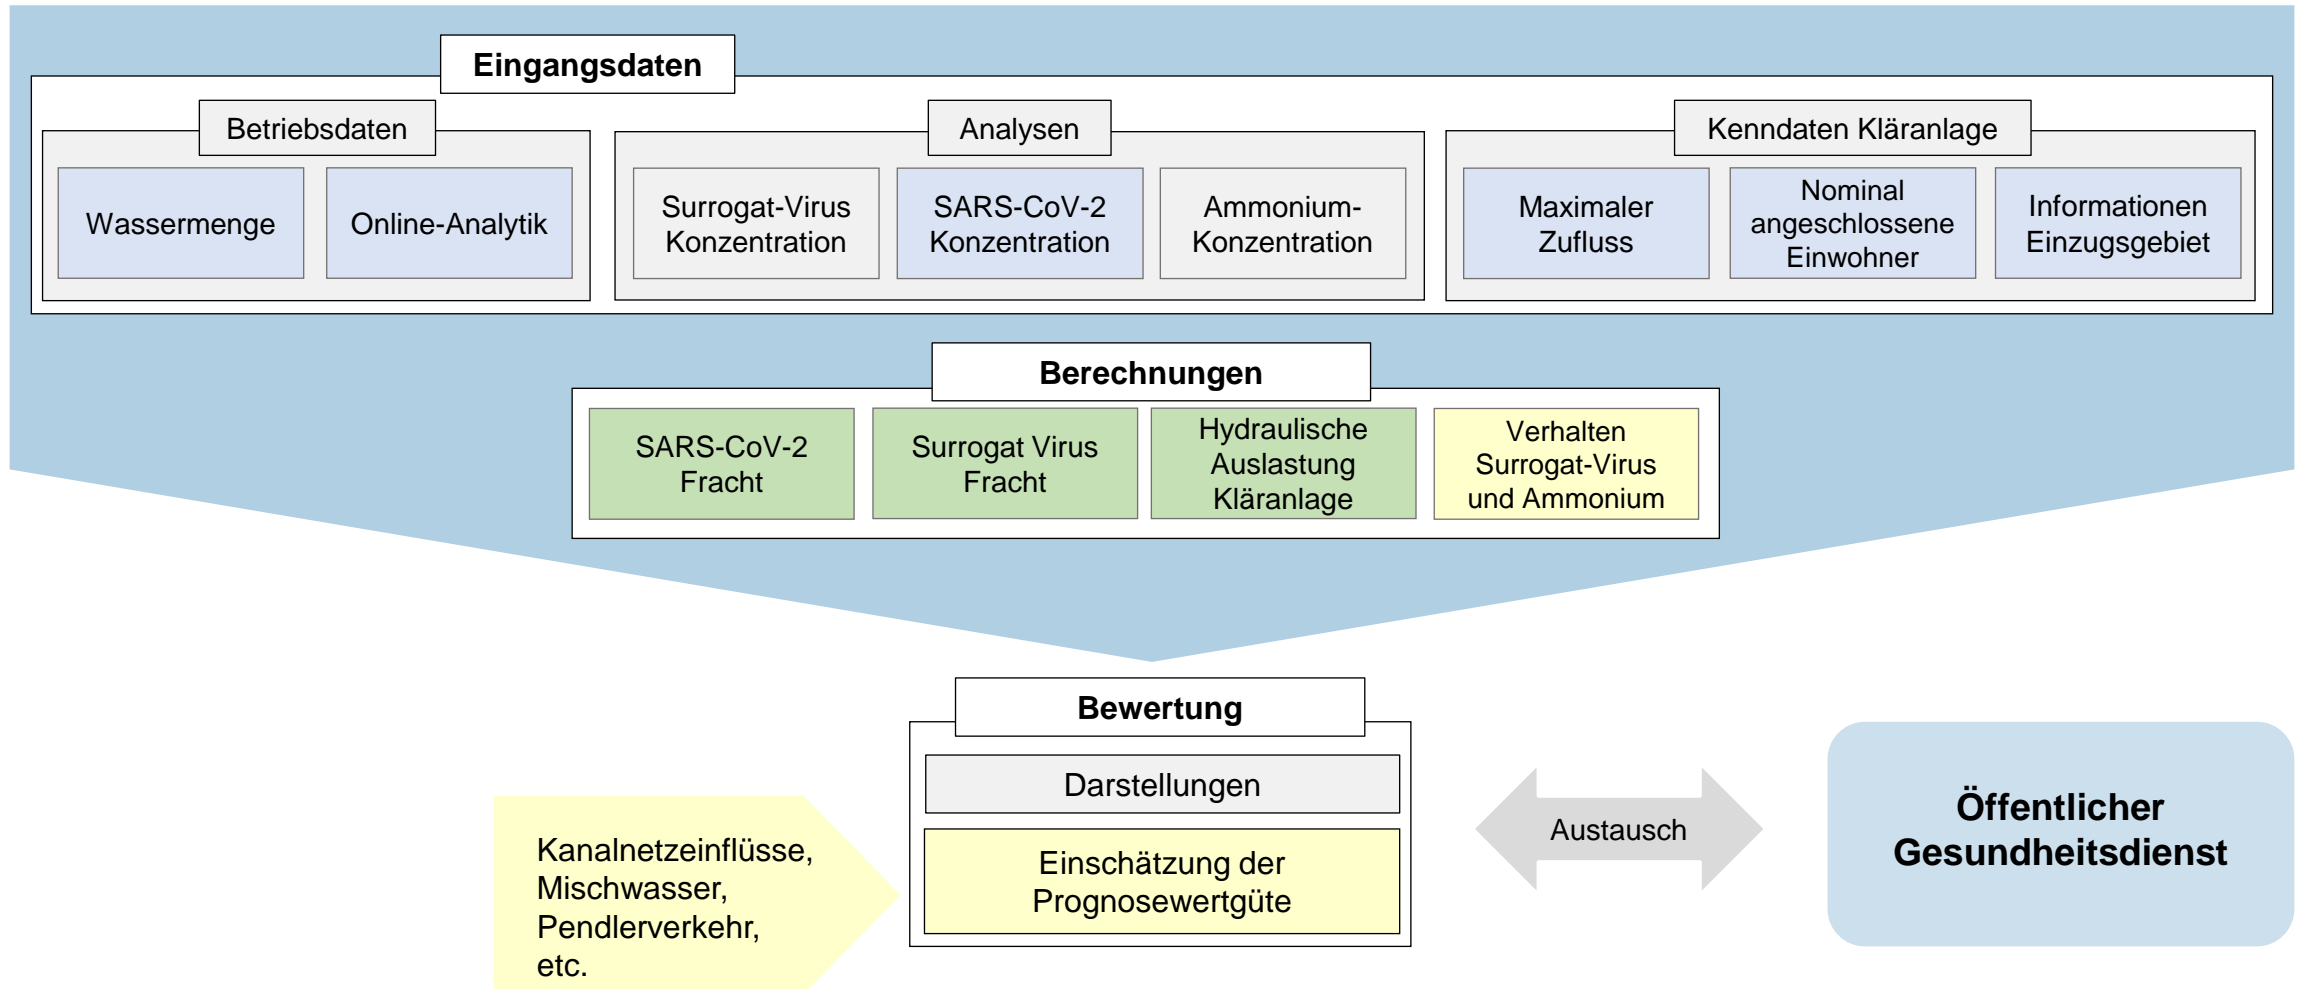 Eingangsdaten
Betriebsdaten
Wassermenge
Online-Analytik
Analysen
Surrogat-Virus
Konzentration
SARS-CoV-2
Konzentration
Ammonium-
Konzentration
Kenndaten Kläranlage
Maximaler
Zufluss
Nominal
angeschlossene
Einwohner
Informationen
Einzugsgebiet
Berechnungen
SARS-CoV-2
Fracht
Surrogat Virus
Fracht
Hydraulische
Auslastung
Kläranlage
Verhalten
Surrogat-Virus
und Ammonium
Bewertung
Darstellungen
Einschätzung der
Prognosewertgüte
Kanalnetzeinflüsse,
Mischwasser,
Pendlerverkehr,
etc.
Austausch
Öffentlicher
Gesundheitsdienst